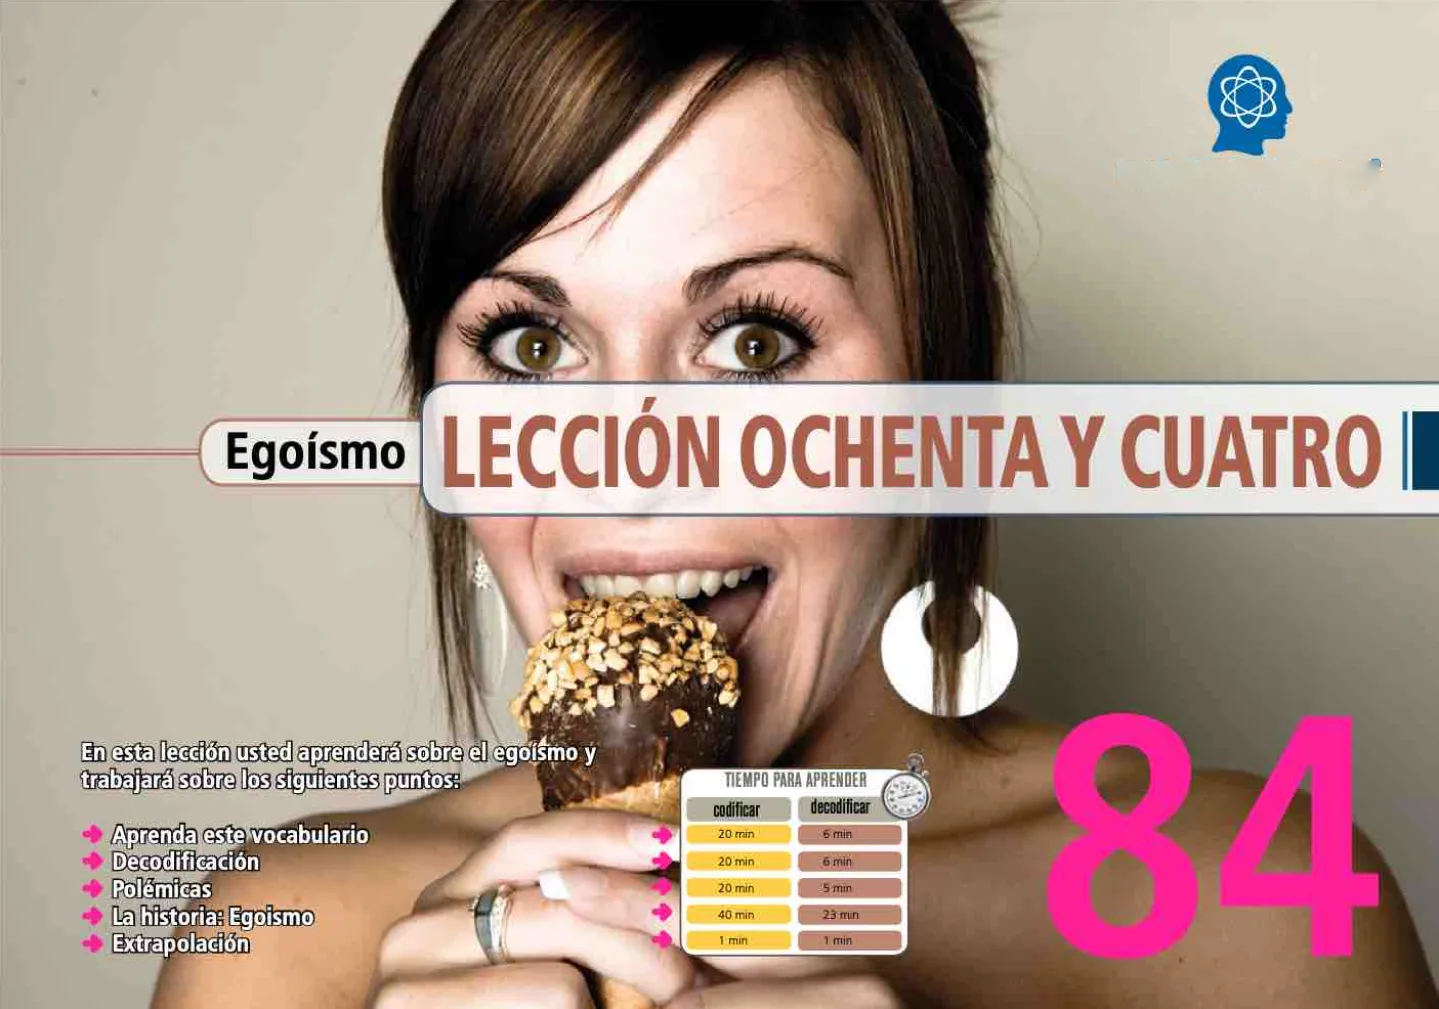 Egoísmo
LECCIÓN OCHENTA Y CUATRO
En esta lección usted aprenderá sobre el egoísmo y
trabajará sobre los siguientes puntos:
Aprenda este vocabulario
Decodificación
Polémicas
La historia: Egoismo
Extrapolación
TIEMPO PARA APRENDER
codificar decodificar
20 min 6 min
20 min 6 min
20 min 5 min
40 min 23 min
1 min 1 min
84